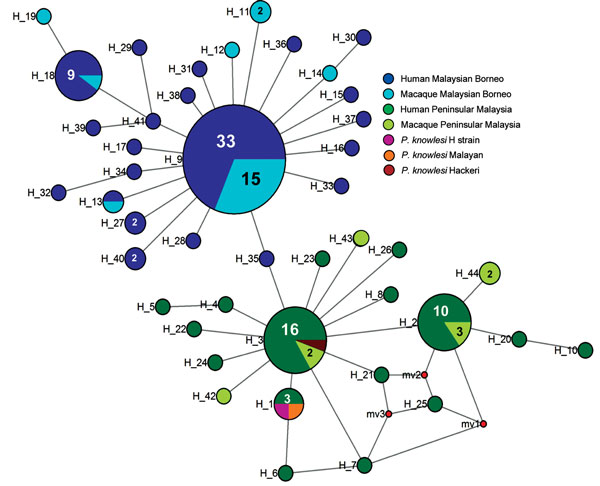 H_19
H_11
2
H_29
H_12
H_36
H_30
H_18
9
H_31
H_14
H_38
H_15
H_39
H_41
H_37
33
H_17
H_9
H_16
15
H_34
H_32
H_33
H_13
H_27
2
H_28
H_40
2
H_35
Human Malaysian Borneo
Macaque Malaysian Borneo
Human Peninsular Malaysia
Macaque Peninsular Malaysia
P. knowlesi H strain
P. knowlesi Malayan
P. knowlesi Hackeri
H_43
H_26
H_23
H_44
2
H_8
H_5
H_4
10
H_2
3
H_22
16
H_3
2
H_20
H_10
H_24
H_21
mv2
H_42
3
H_1
H_25
mv3
mv1
H_6
H_7